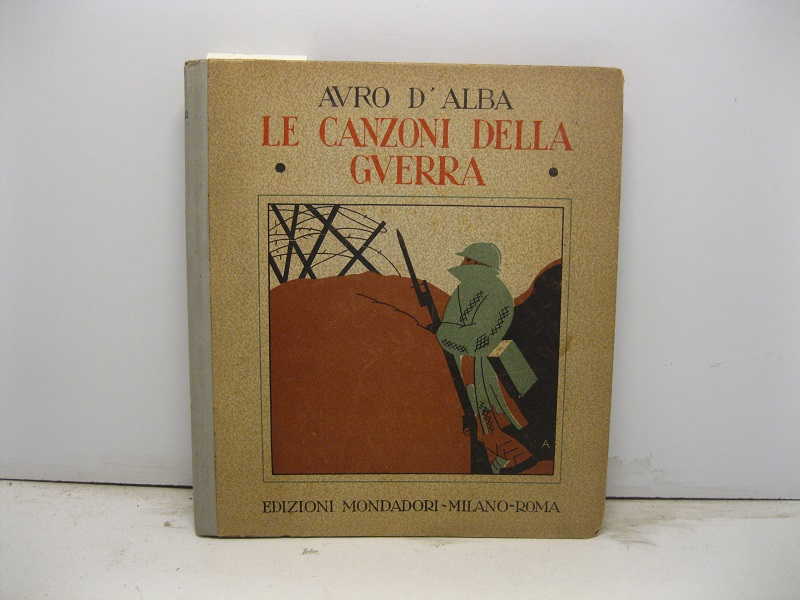 AVRO D'ALBA
LE CANZONI DELLA
GVERRA
A
EDIZIONI MONDADORI-MILANO-ROMA